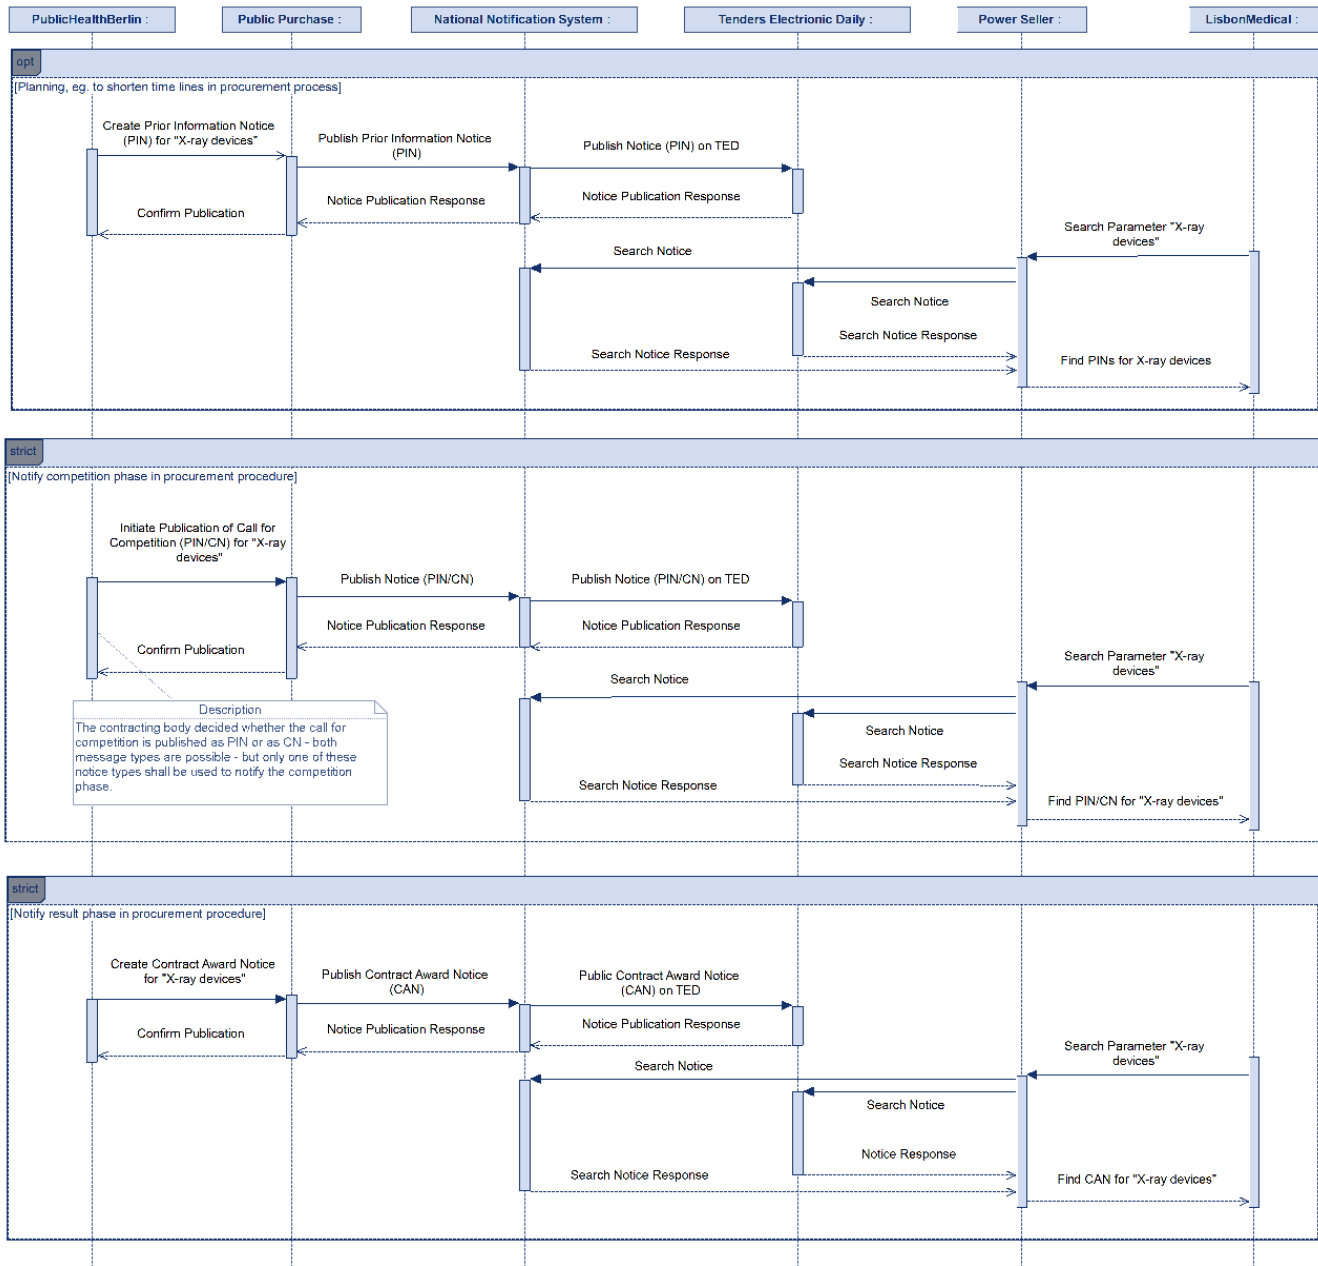 PublicHealthBerlin :
Public Purchase :
National Notification System :
Tenders Electrionic Daily :
Power Seller :
LisbonMedical :
opt
[Planning, eg. to shorten time lines in procurement process]
Create Prior Information Notice
(PIN) for "X-ray devices"
Publish Prior Information Notice
(PIN)
Publish Notice (PIN) on TED
Notice Publication Response
Notice Publication Response
Confirm Publication
Search Parameter "X-ray
devices"
Search Notice
Search Notice
Search Notice Response
Search Notice Response
Find PINs for X-ray devices
strict
[Notify competition phase in procurement procedure]
Initiate Publication of Call for
Competition (PIN/CN) for "X-ray
devices"
Publish Notice (PIN/CN)
Publish Notice (PIN/CN) on TED
Notice Publication Response
Notice Publication Response
Confirm Publication
Search Parameter "X-ray
devices"
Search Notice
Description
The contracting body decided whether the call for
competition is published as PIN or as CN - both
message types are possible - but only one of these
notice types shall be used to notify the competition
phase.
Search Notice
Search Notice Response
Search Notice Response
Find PIN/CN for "X-ray devices"
strict
[Notify result phase in procurement procedure]
Create Contract Award Notice
for "X-ray devices"
Publish Contract Award Notice
(CAN)
Public Contract Award Notice
(CAN) on TED
Notice Publication Response
Notice Publication Response
Confirm Publication
Search Parameter "X-ray
devices"
Search Notice
Search Notice
Notice Response
Search Notice Response
Find CAN for "X-ray devices"